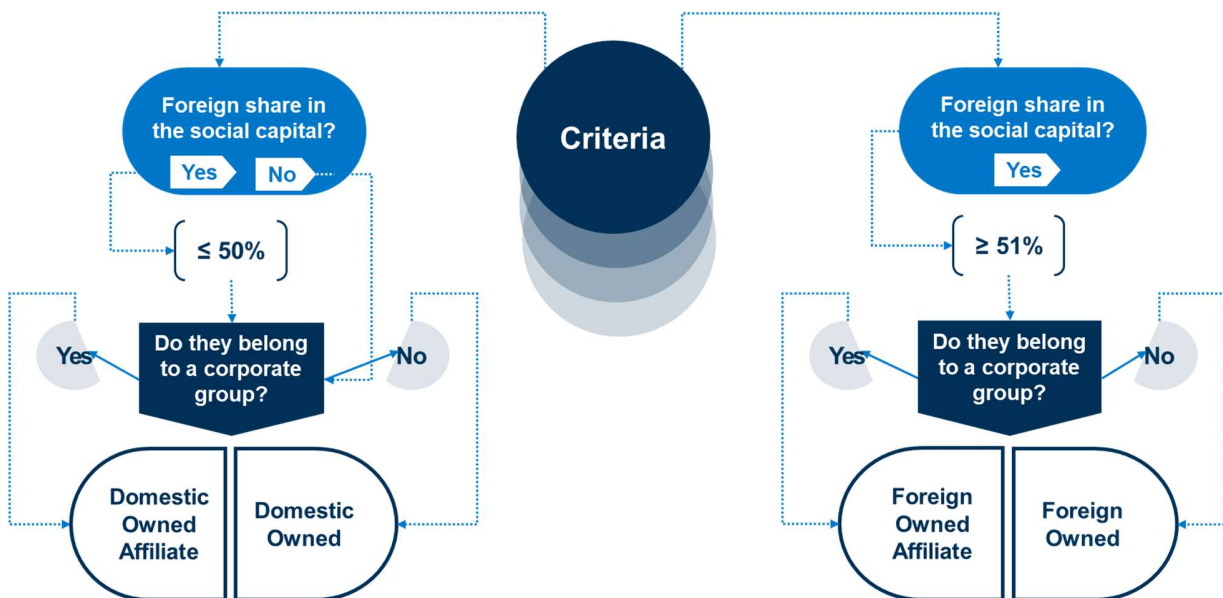 Criteria
Foreign share in
the social capital?
Yes
No
≤ 50%
Yes
Do they belong
to a corporate
group?
No
Domestic
Owned
Affiliate
Domestic
Owned
Foreign share in
the social capital?
Yes
≥ 51%
Yes
Do they belong
to a corporate
group?
No
Foreign
Owned
Affiliate
Foreign
Owned